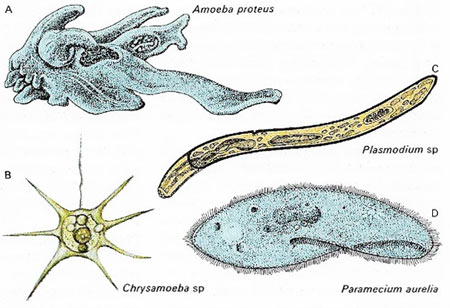 A
Amoeba proteus
C
Plasmodium sp
B
Chrysamoeba sp
D
Paramecium aurelia